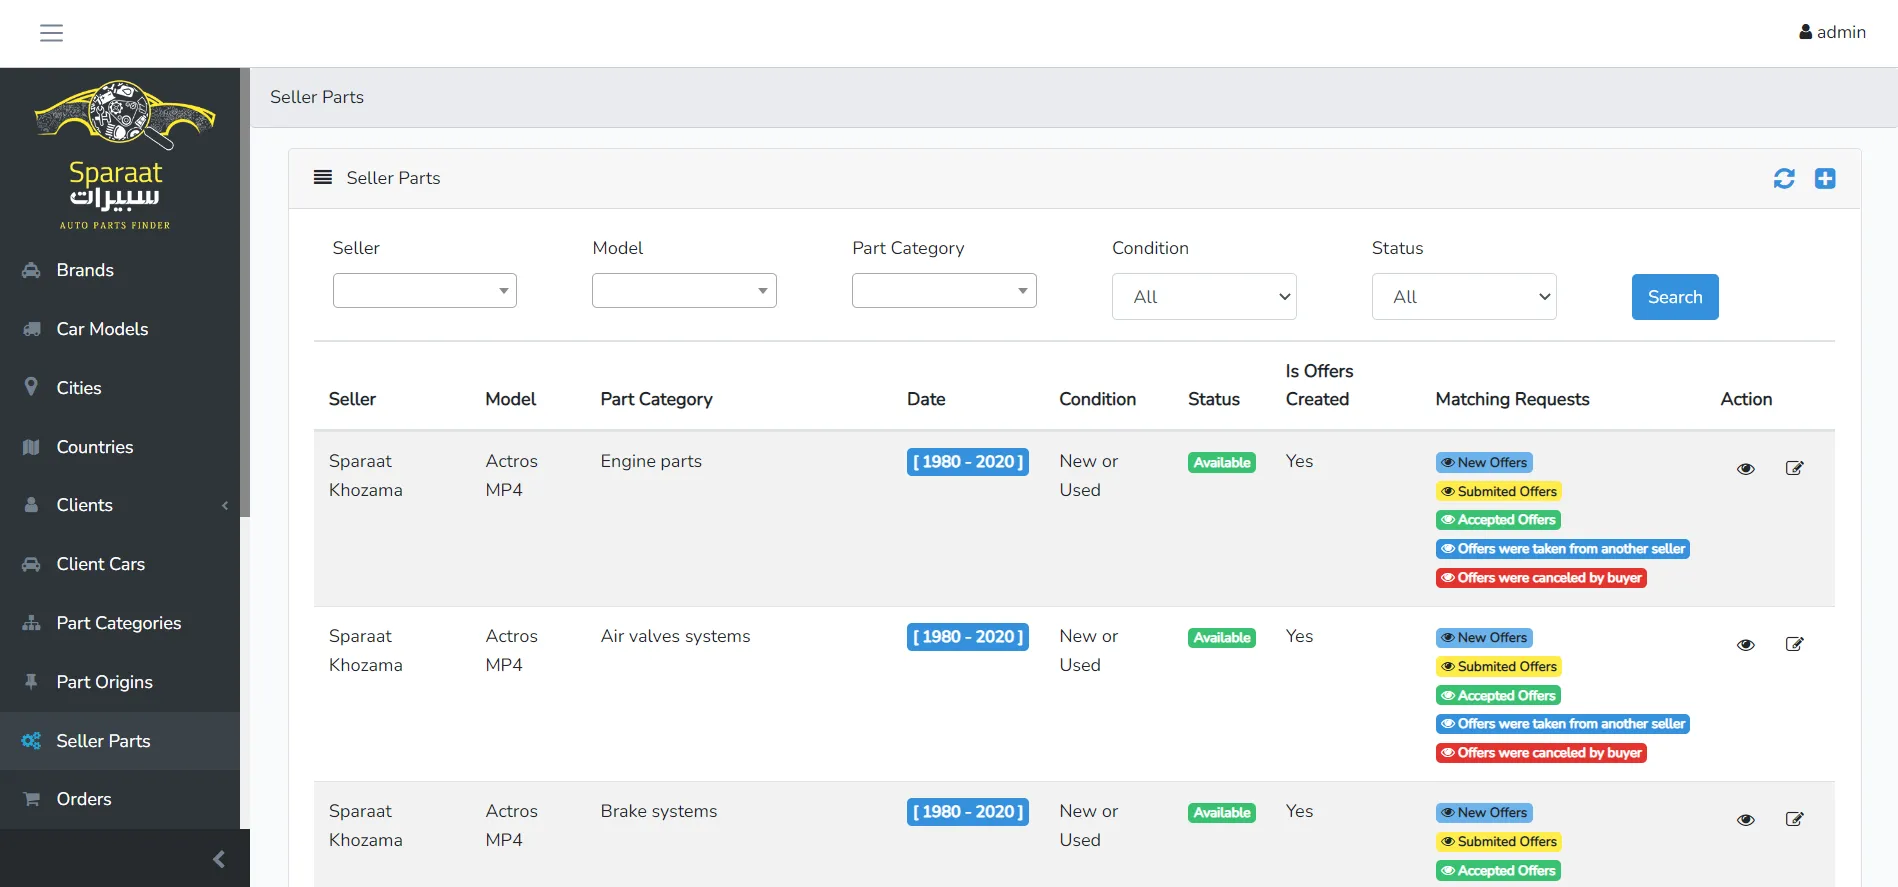 admin
Sparaat
سبيرات
AUTO PARTS FINDER
Brands
Car Models
Cities
Countries
Clients
Client Cars
Part Categories
Part Origins
Seller Parts
Orders
Seller Parts
Seller Parts
Seller Model Part Category Condition Status
All All Search
Seller Model Part Category Date Condition Status Is Offers Created Matching Requests Action
Sparaat Khozama Actros MP4 Engine parts [ 1980 - 2020 ] New or Used Available Yes
New Offers
Submited Offers
Accepted Offers
Offers were taken from another seller
Offers were canceled by buyer
Sparaat Khozama Actros MP4 Air valves systems [ 1980 - 2020 ] New or Used Available Yes
New Offers
Submited Offers
Accepted Offers
Offers were taken from another seller
Offers were canceled by buyer
Sparaat Khozama Actros MP4 Brake systems [ 1980 - 2020 ] New or Used Available Yes
New Offers
Submited Offers
Accepted Offers